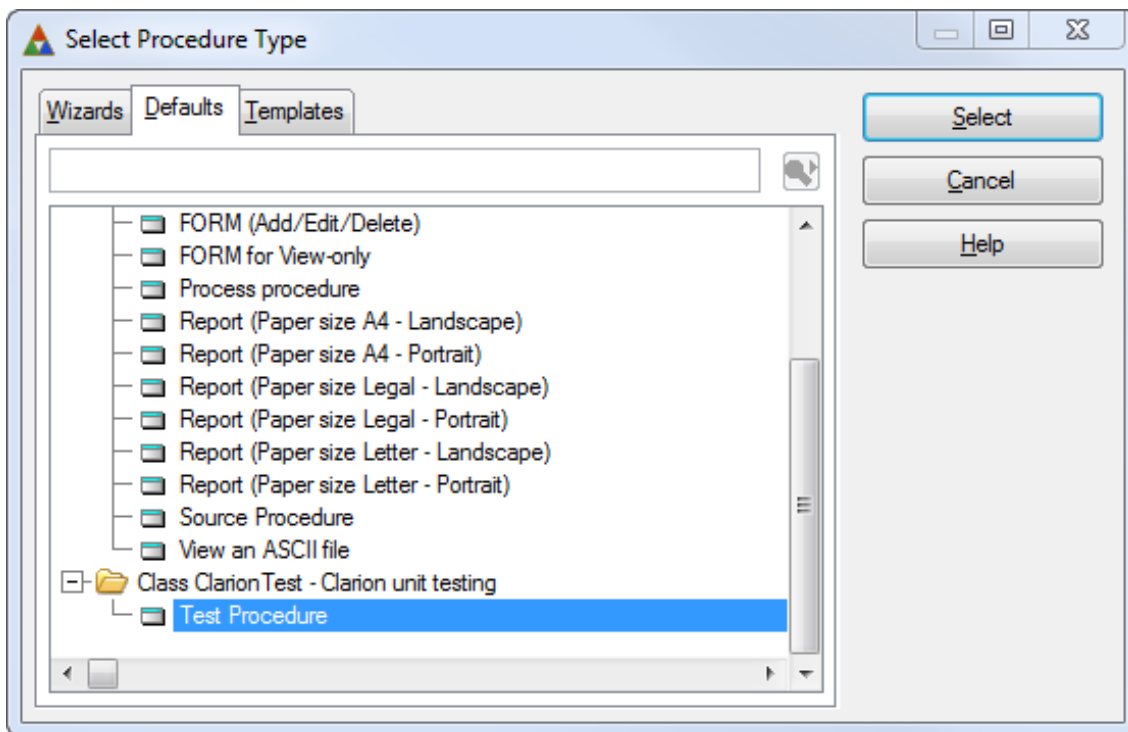 Select Procedure Type
Wizards Defaults Templates
Select
Cancel
Help
FORM (Add/Edit/Delete)
FORM for View-only
Process procedure
Report (Paper size A4 - Landscape)
Report (Paper size A4 - Portrait)
Report (Paper size Legal - Landscape)
Report (Paper size Legal - Portrait)
Report (Paper size Letter - Landscape)
Report (Paper size Letter - Portrait)
Source Procedure
View an ASCII file
Class ClarionTest - Clarion unit testing
Test Procedure